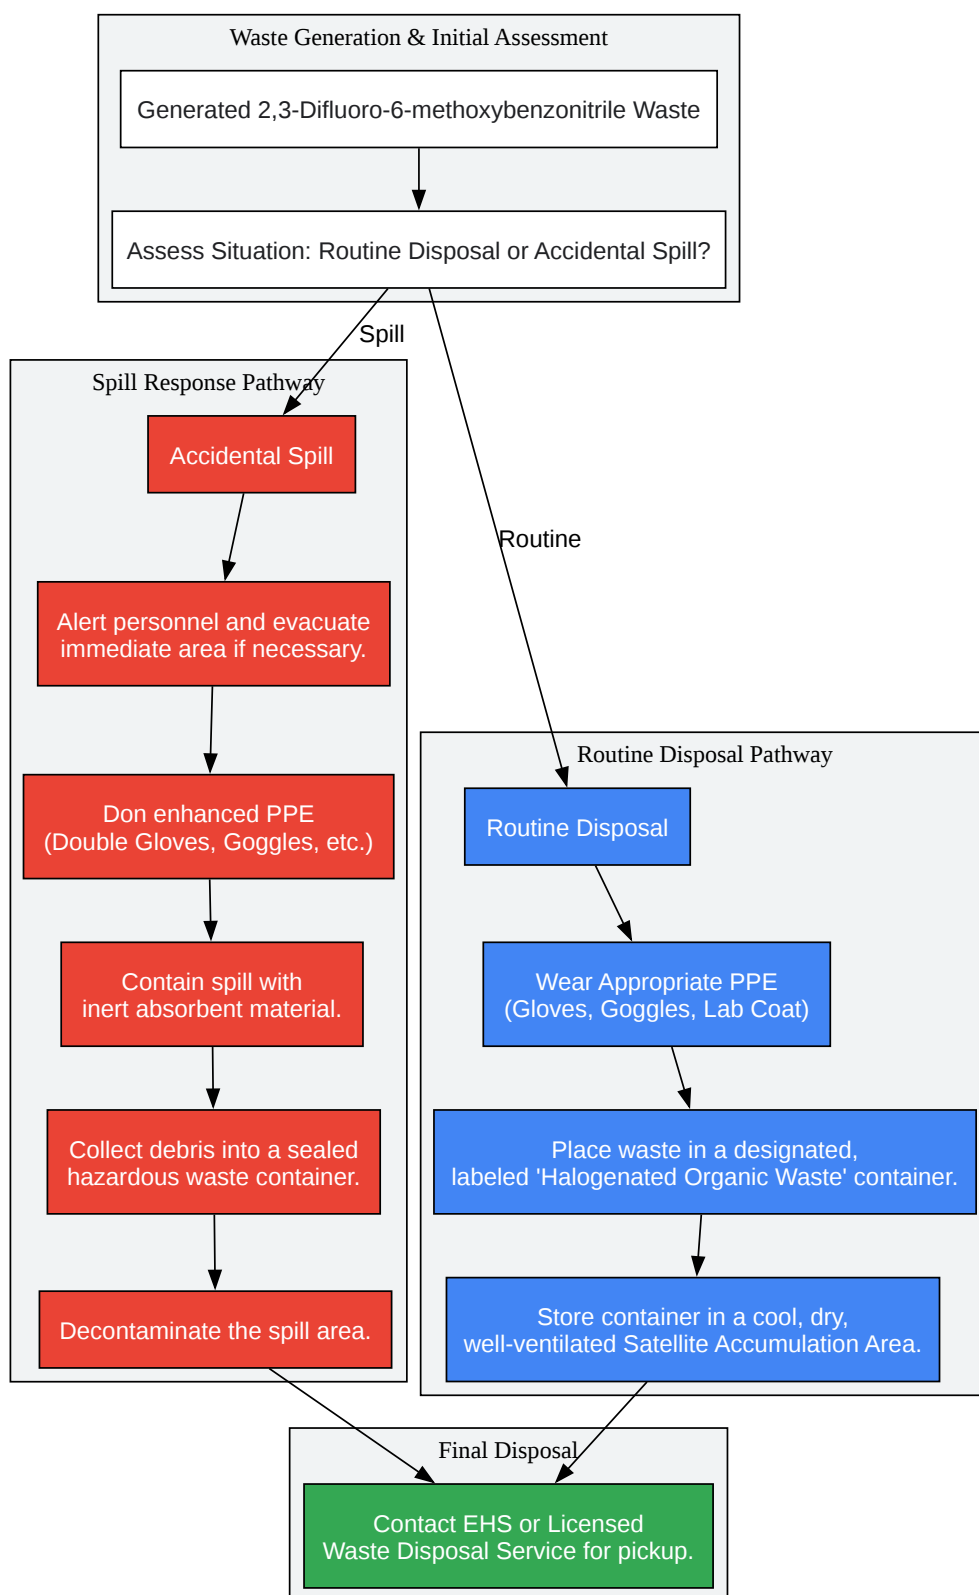 Waste Generation & Initial Assessment
Generated 2,3-Difluoro-6-methoxybenzonitrile Waste
Assess Situation: Routine Disposal or Accidental Spill?
Spill
Spill Response Pathway
Accidental Spill
Alert personnel and evacuate
immediate area if necessary.
Don enhanced PPE
(Double Gloves, Goggles, etc.)
Contain spill with
inert absorbent material.
Collect debris into a sealed
hazardous waste container.
Decontaminate the spill area.
Routine
Routine Disposal Pathway
Routine Disposal
Wear Appropriate PPE
(Gloves, Goggles, Lab Coat)
Place waste in a designated,
labeled 'Halogenated Organic Waste' container.
Store container in a cool, dry,
well-ventilated Satellite Accumulation Area.
Final Disposal
Contact EHS or Licensed
Waste Disposal Service for pickup.